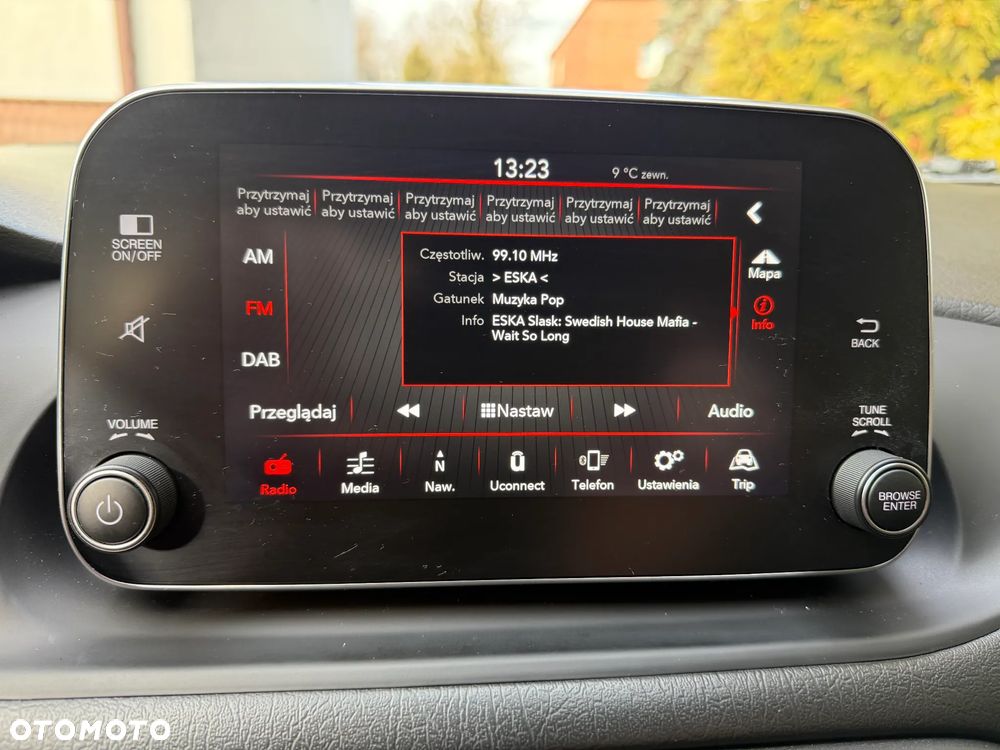 13:23
9 °C zewn.
Przytrzymaj aby ustawić
Przytrzymaj aby ustawić
Przytrzymaj aby ustawić
Przytrzymaj aby ustawić
Przytrzymaj aby ustawić
Przytrzymaj aby ustawić
SCREEN
ON/OFF
AM
FM
DAB
Częstotliw. 99.10 MHz
Stacja > ESKA <
Gatunek Muzyka Pop
Info ESKA Slask: Swedish House Mafia -
Wait So Long
Mapa
Info
BACK
Przeglądaj
Nastaw
Audio
VOLUME
TUNE
SCROLL
Radio
Media
N
Naw.
Uconnect
Telefon
Ustawienia
Trip
BROWSE
ENTER
OTOMOTO